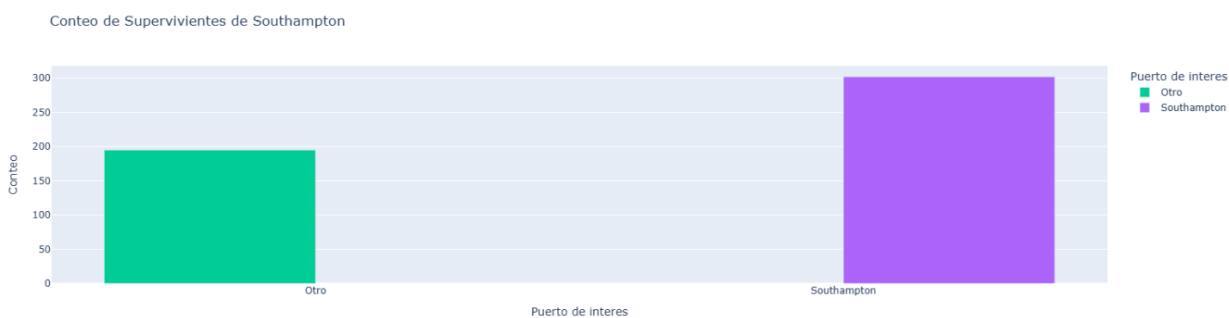 Conteo de Supervivientes de Southampton
Puerto de interes
Otro
Southampton
300
250
200
150
100
50
0
Conteo
Otro
Southampton
Puerto de interes